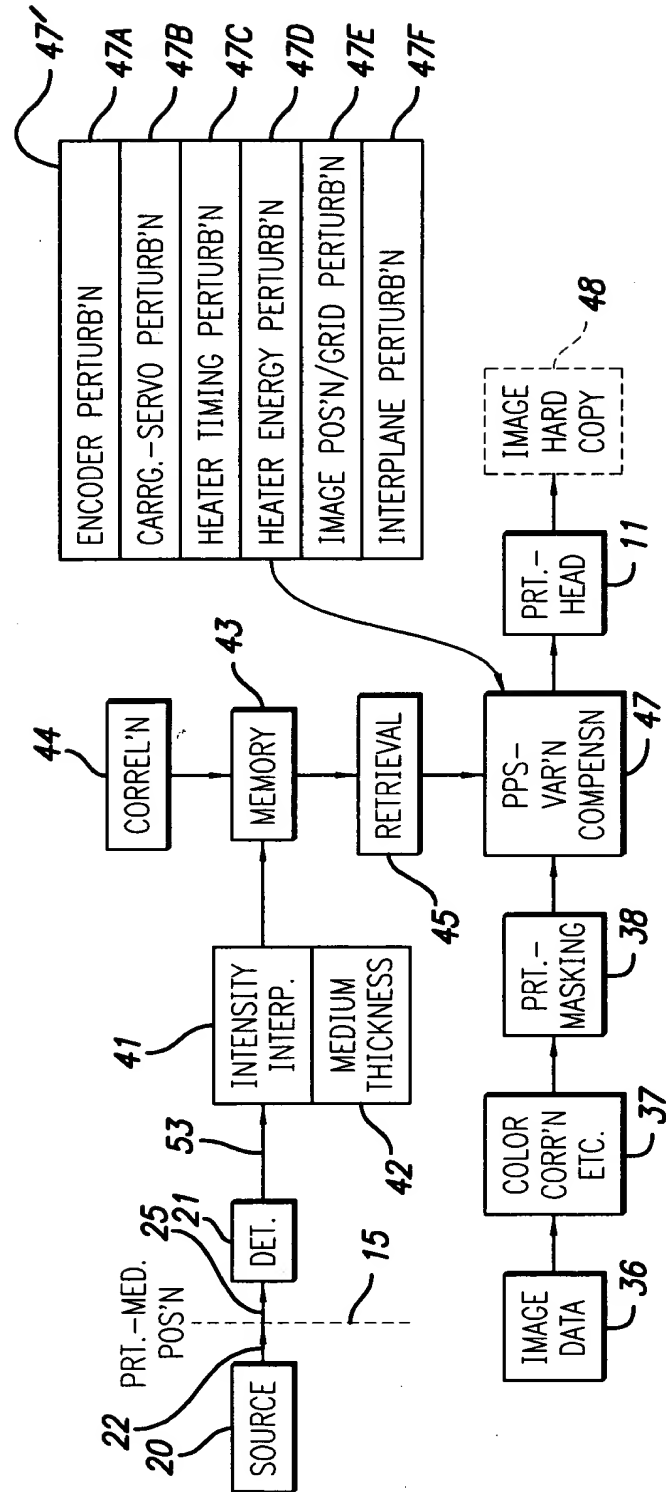 47'
ENCODER PERTURB'N
47A
CARRG.-SERVO PERTURB'N
47B
HEATER TIMING PERTURB'N
47C
HEATER ENERGY PERTURB'N
47D
IMAGE POS'N/GRID PERTURB'N
47E
INTERPLANE PERTURB'N
47F
44
CORREL'N
43
MEMORY
RETRIEVAL
45
41
INTENSITY
INTERP.
MEDIUM
THICKNESS
42
53
PRT.-MED.
POS'N
20
SOURCE
22
25
21
DET.
15
IMAGE
DATA
36
COLOR
CORR'N
ETC.
37
PRT.-
MASKING
38
PPS-
VAR'N
COMPENSN
47
PRT.-
HEAD
11
IMAGE
HARD
COPY
48